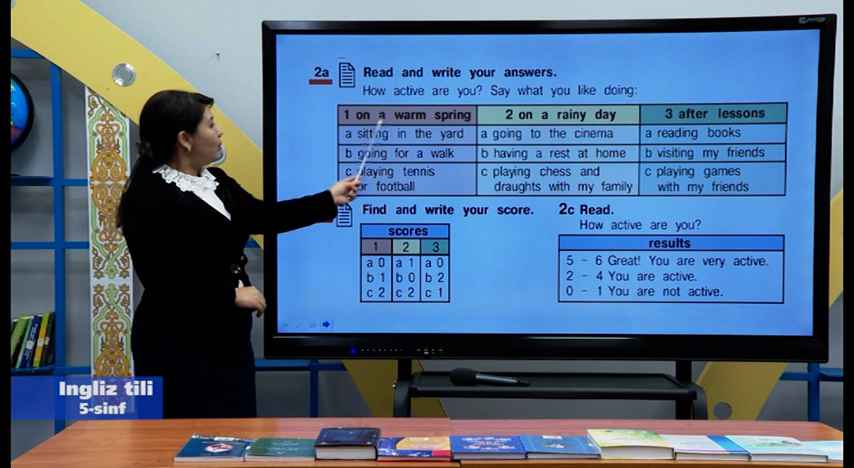 2a Read and write your answers.
How active are you? Say what you like doing:
1 on a warm spring 2 on a rainy day 3 after lessons
a sitting in the yard a going to the cinema a reading books
b going for a walk b having a rest at home b visiting my friends
c playing tennis c playing chess and c playing games
or football draughts with my family with my friends
Find and write your score. 2c Read.
How active are you?
scores results
1 2 3
a 0 a 1 a 0 5 - 6 Great! You are very active.
b 1 b 0 b 2 2 - 4 You are active.
c 2 c 2 c 1 0 - 1 You are not active.
Ingliz tili
5-sinf